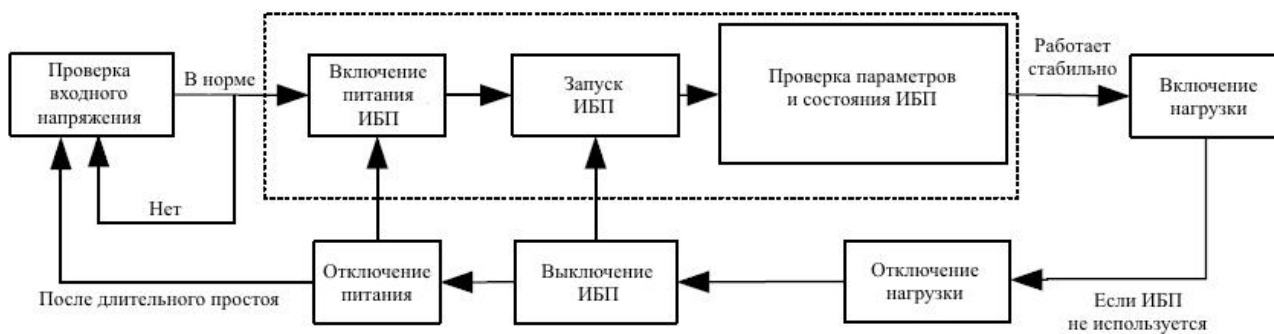 Проверка
входного
напряжения
В норме
Нет
Включение
питания
ИБП
Запуск
ИБП
Проверка параметров
и состояния ИБП
Работает
стабильно
Включение
нагрузки
После длительного простоя
Отключение
питания
Выключение
ИБП
Отключение
нагрузки
Если ИБП
не используется